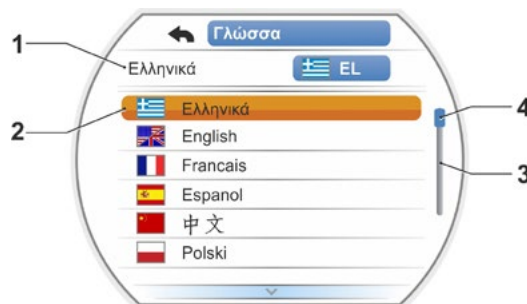 Γλώσσα
1
Ελληνικά EL
2 Ελληνικά 4
English
3
Francais
Espanol
中文
Polski